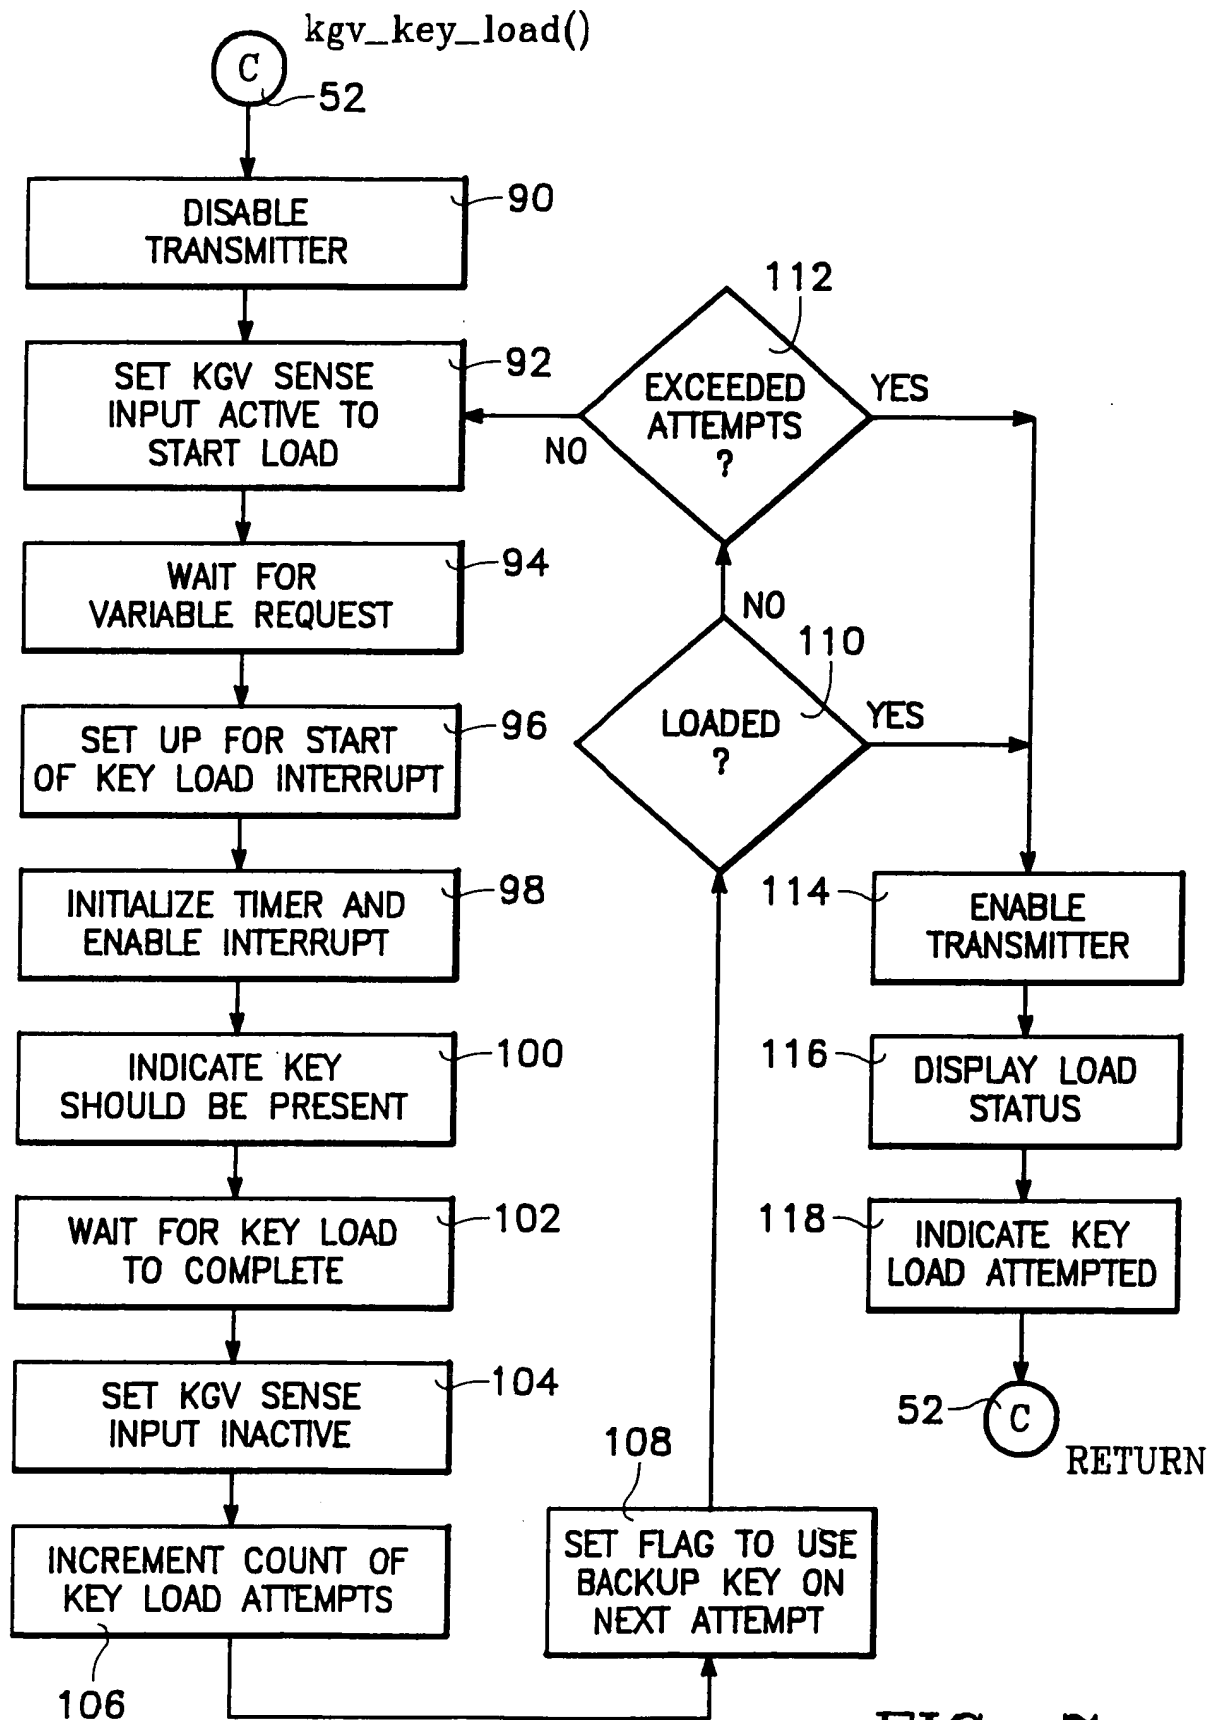 kgv_key_load()
C
52
DISABLE
TRANSMITTER
90
SET KGV SENSE
INPUT ACTIVE TO
START LOAD
92
WAIT FOR
VARIABLE REQUEST
94
SET UP FOR START
OF KEY LOAD INTERRUPT
96
INITIALIZE TIMER AND
ENABLE INTERRUPT
98
INDICATE KEY
SHOULD BE PRESENT
100
WAIT FOR KEY LOAD
TO COMPLETE
102
SET KGV SENSE
INPUT INACTIVE
104
INCREMENT COUNT OF
KEY LOAD ATTEMPTS
106
108
SET FLAG TO USE
BACKUP KEY ON
NEXT ATTEMPT
112
EXCEEDED
ATTEMPTS
?
YES
NO
NO
110
LOADED
?
YES
114
ENABLE
TRANSMITTER
116
DISPLAY LOAD
STATUS
118
INDICATE KEY
LOAD ATTEMPTED
52
C
RETURN